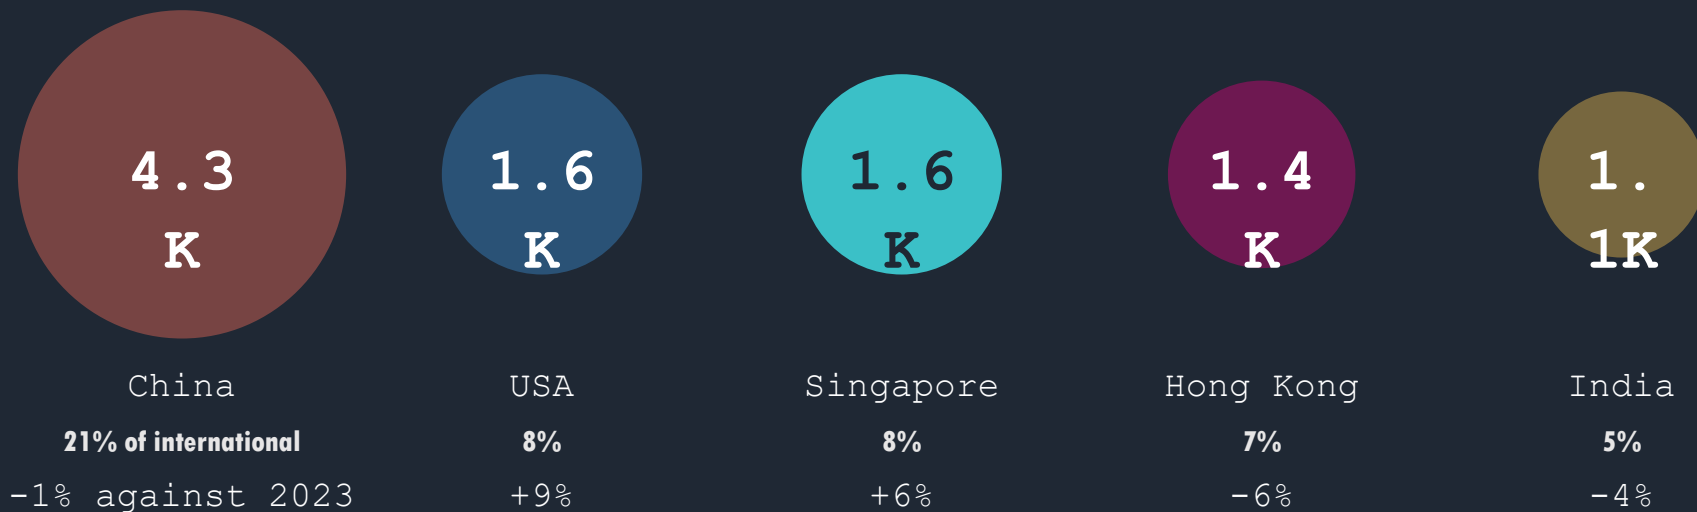 4.3
K
China
21% of international
-1% against 2023
1.6
K
USA
8%
+9%
1.6
K
Singapore
8%
+6%
1.4
K
Hong Kong
7%
-6%
1.
1K
India
5%
-4%